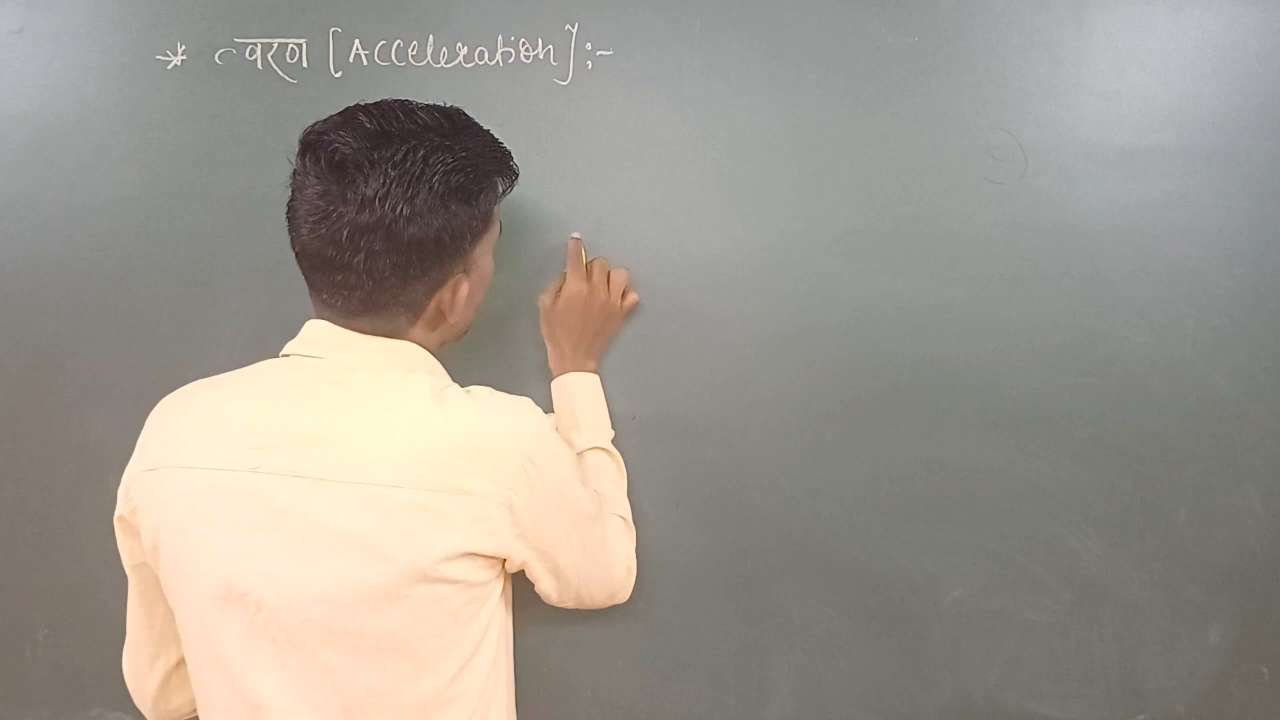 * त्वरण [Acceleration] :-